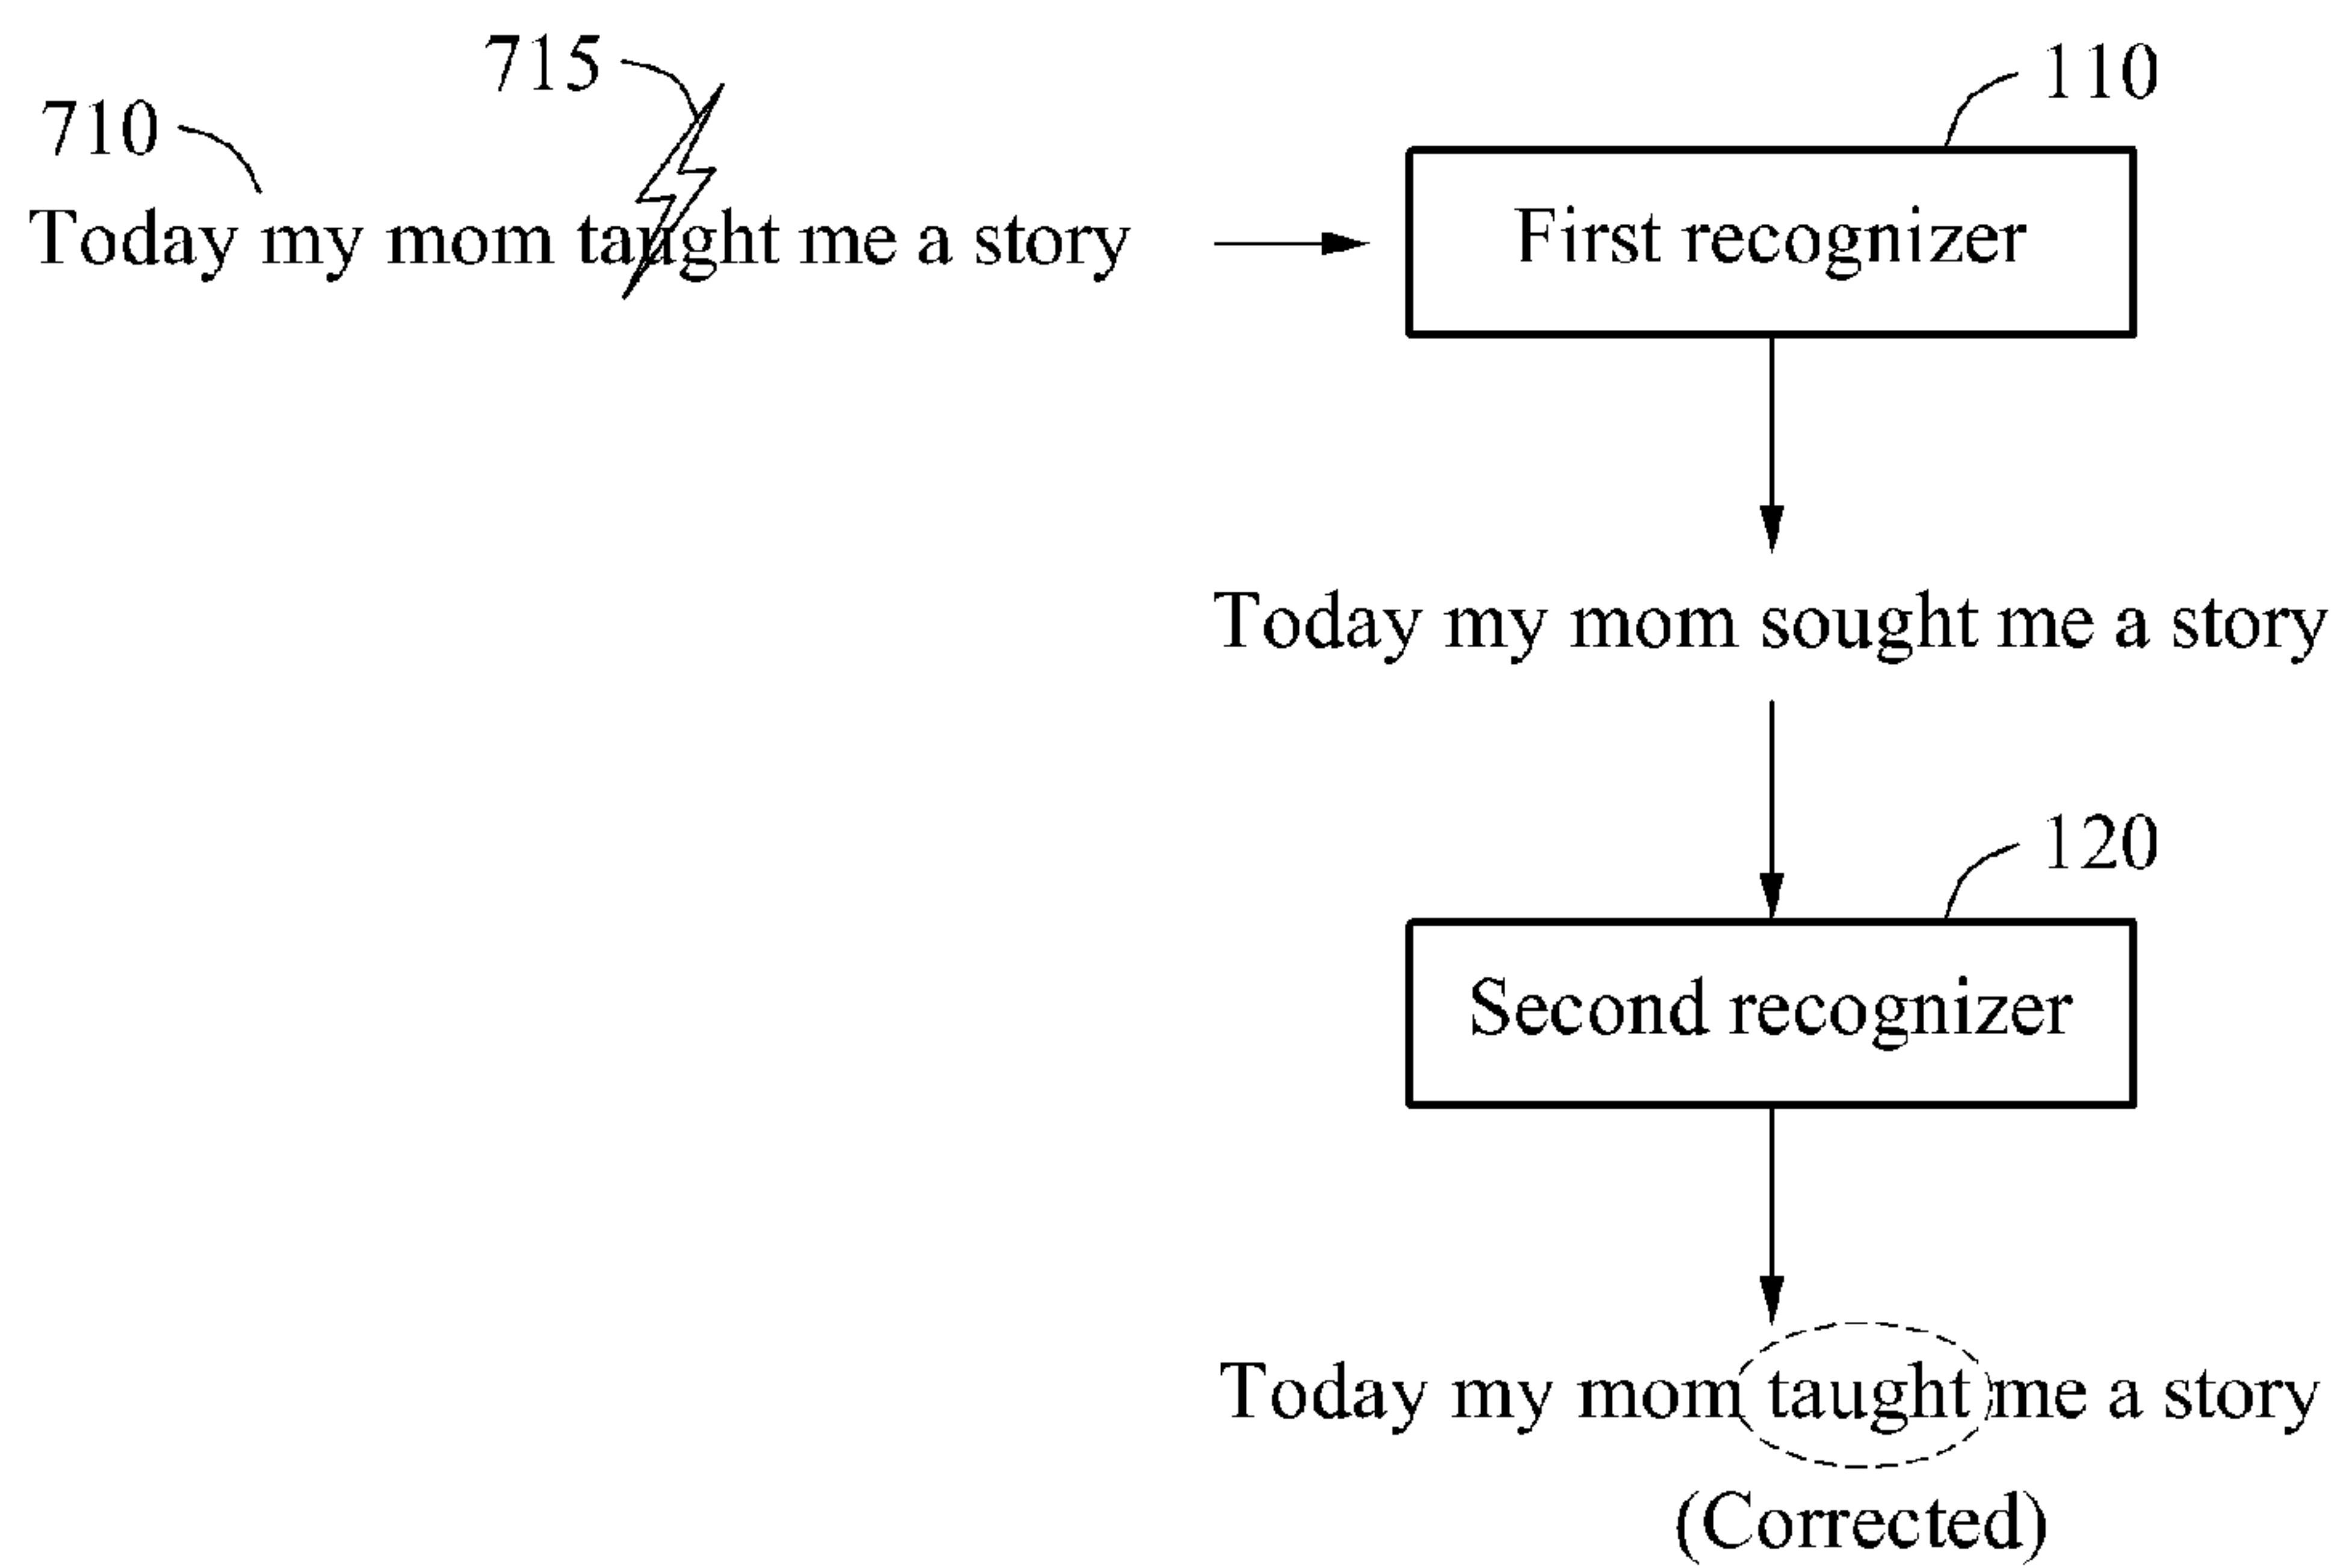 715
710
Today my mom taught me a story
110
First recognizer
Today my mom sought me a story
120
Second recognizer
Today my mom taught me a story
(Corrected)